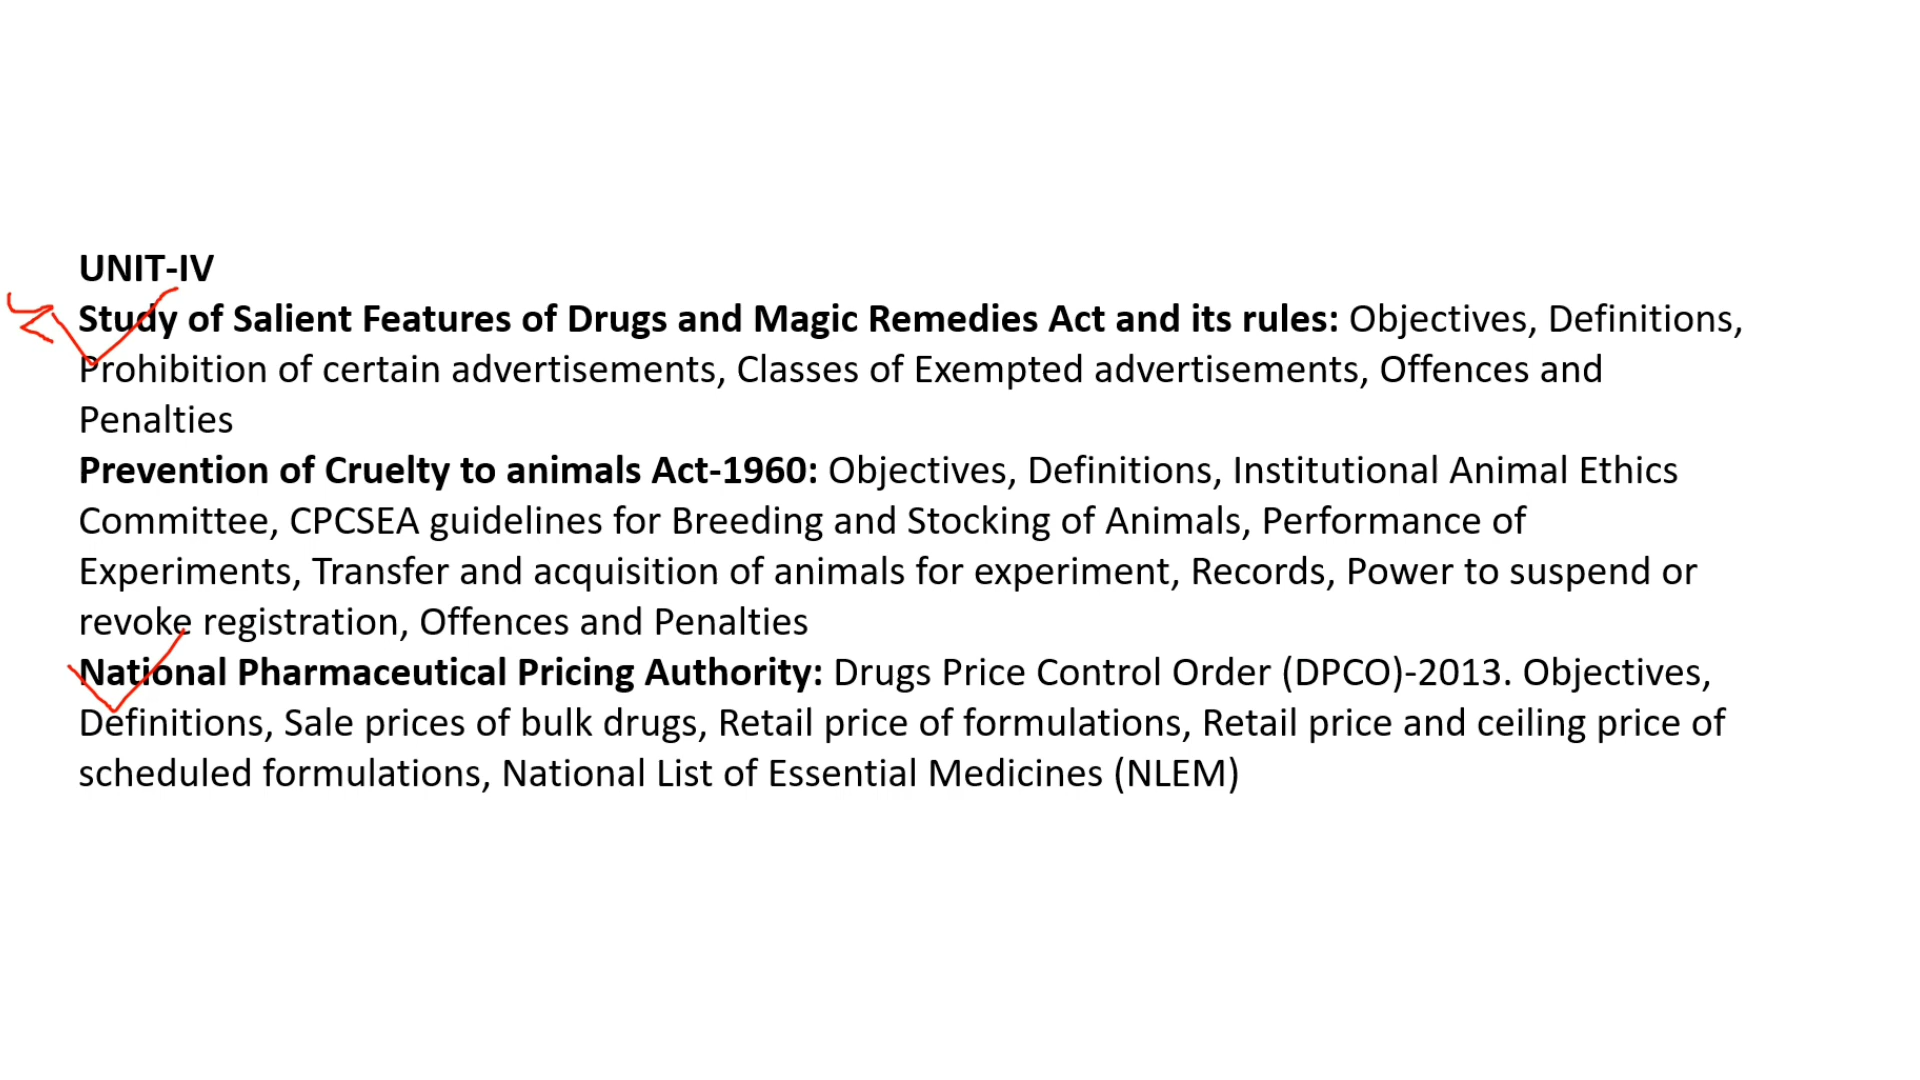 UNIT-IV
Study of Salient Features of Drugs and Magic Remedies Act and its rules: Objectives, Definitions,
Prohibition of certain advertisements, Classes of Exempted advertisements, Offences and
Penalties
Prevention of Cruelty to animals Act-1960: Objectives, Definitions, Institutional Animal Ethics
Committee, CPCSEA guidelines for Breeding and Stocking of Animals, Performance of
Experiments, Transfer and acquisition of animals for experiment, Records, Power to suspend or
revoke registration, Offences and Penalties
National Pharmaceutical Pricing Authority: Drugs Price Control Order (DPCO)-2013. Objectives,
Definitions, Sale prices of bulk drugs, Retail price of formulations, Retail price and ceiling price of
scheduled formulations, National List of Essential Medicines (NLEM)